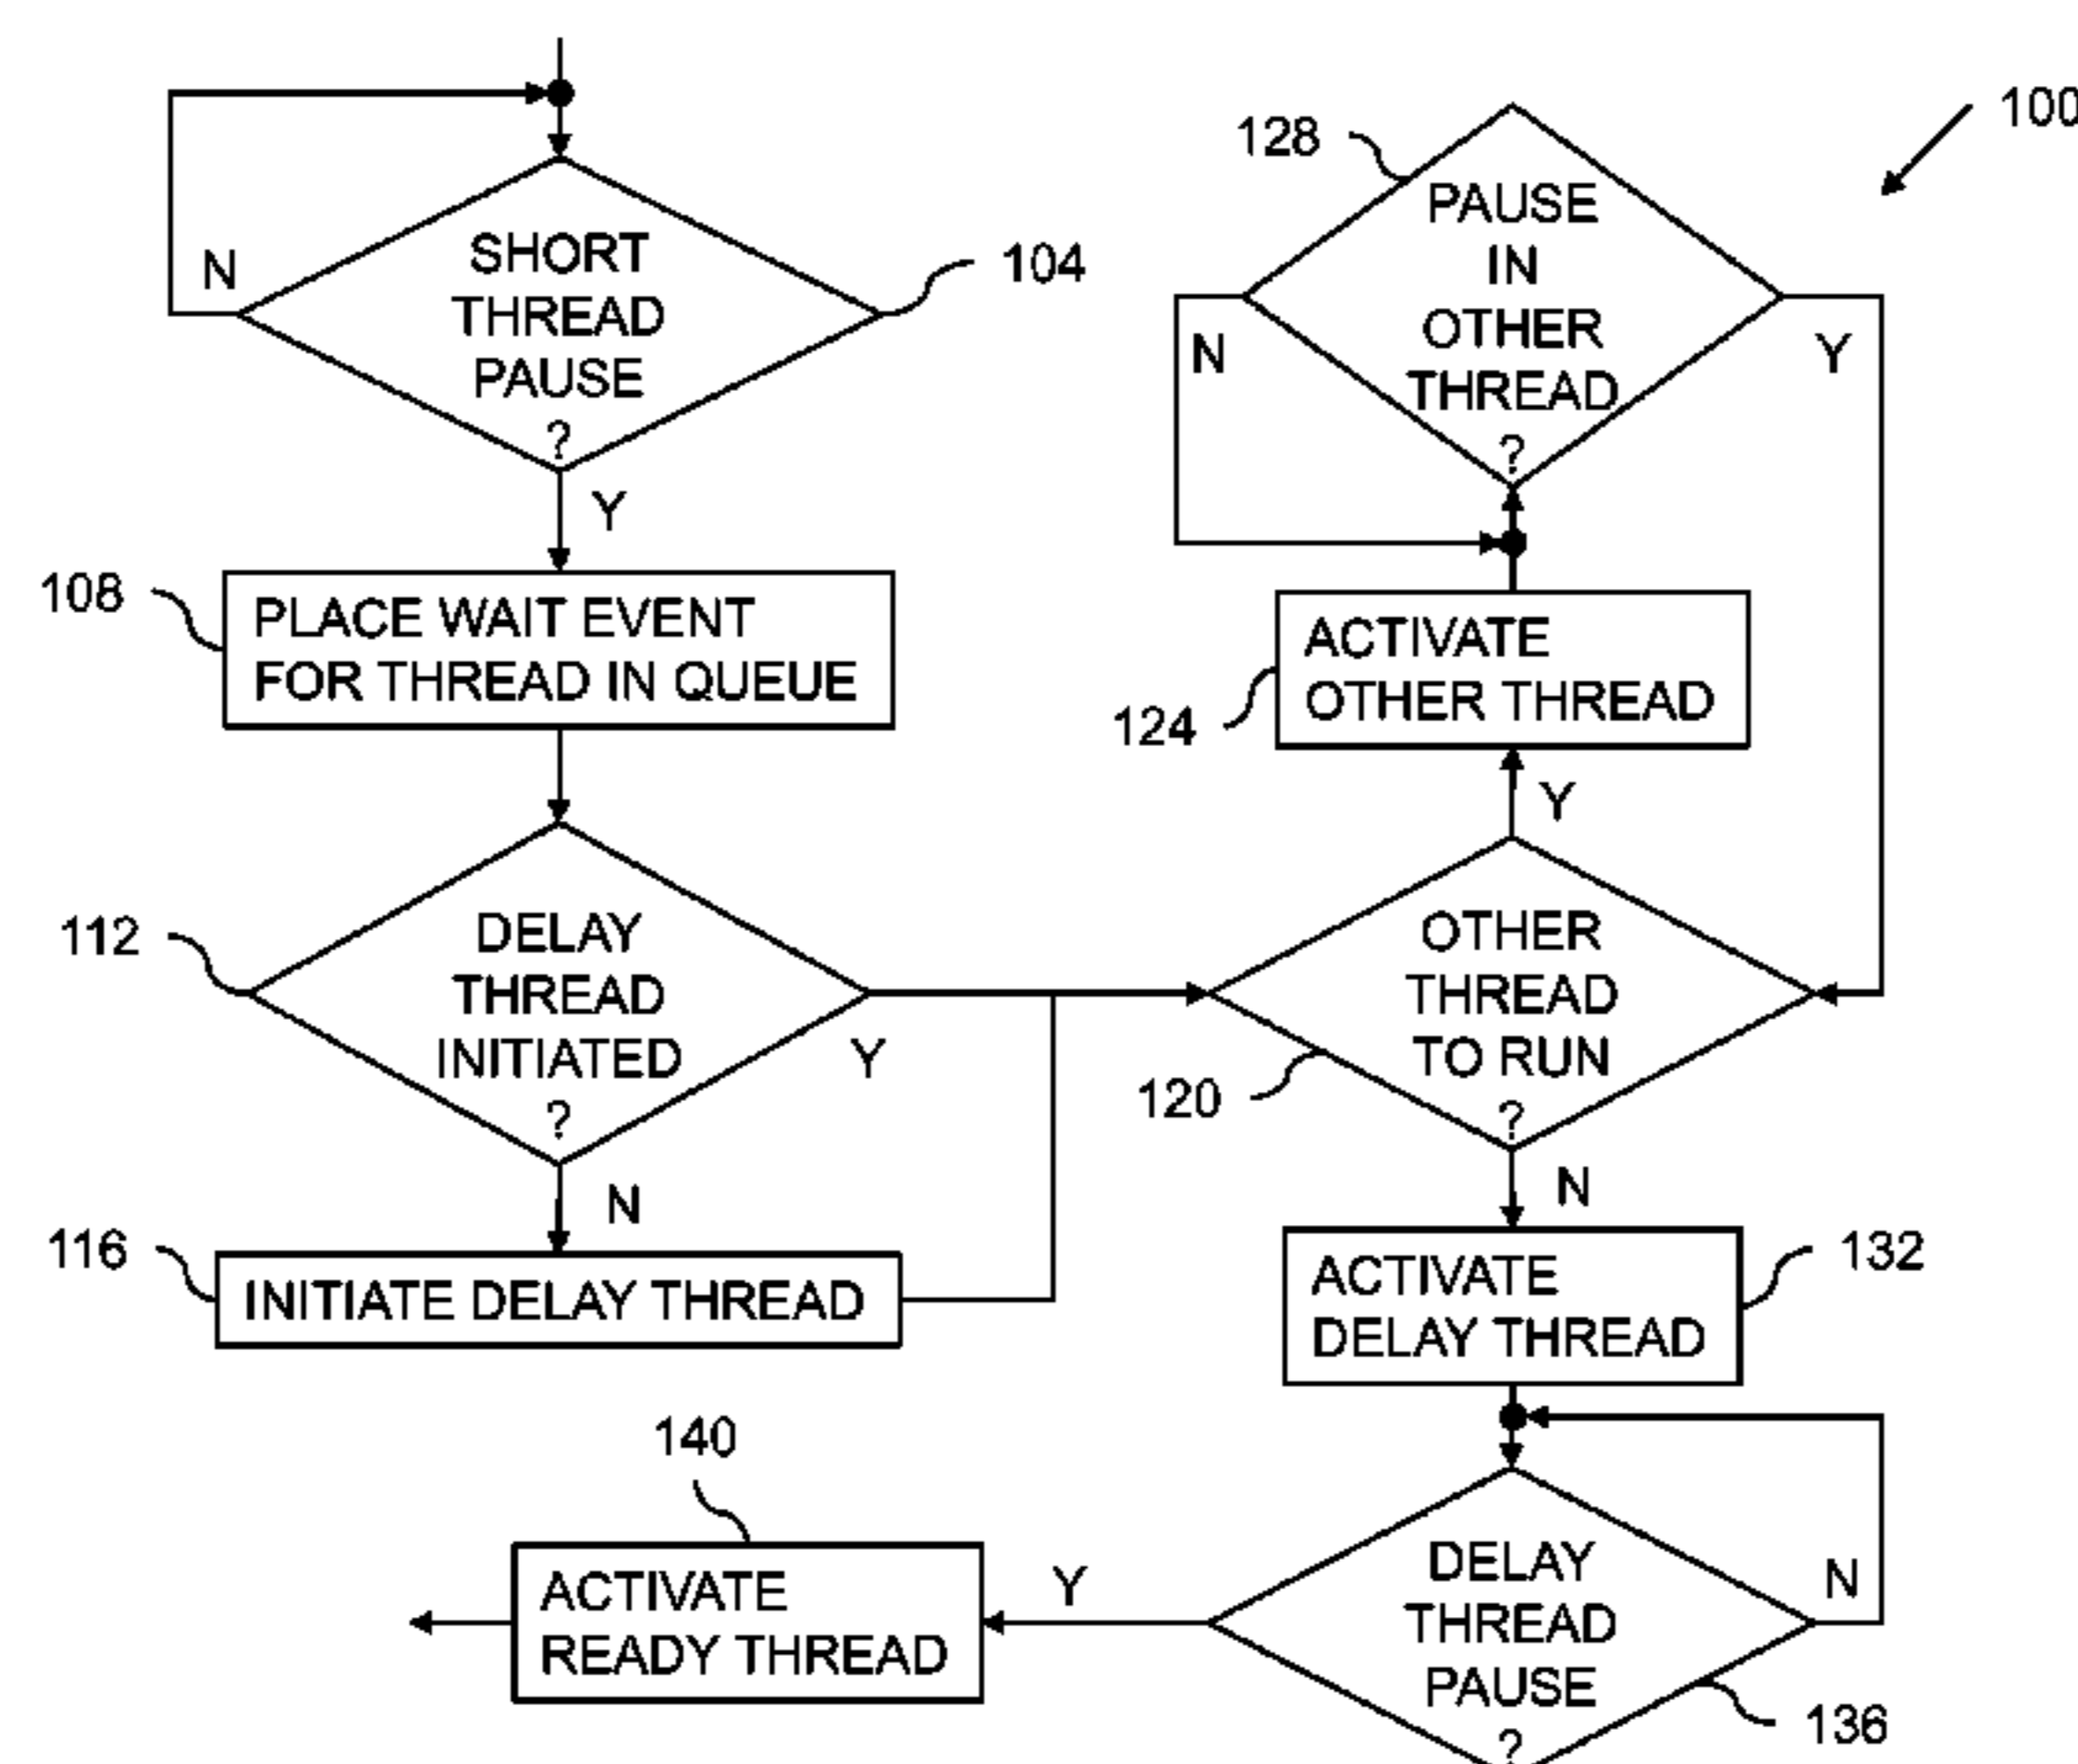 100
SHORT
THREAD
PAUSE
?
104
N
Y
108
PLACE WAIT EVENT
FOR THREAD IN QUEUE
112
DELAY
THREAD
INITIATED
?
Y
N
116
INITIATE DELAY THREAD
128
PAUSE
IN
OTHER
THREAD
?
N
Y
124
ACTIVATE
OTHER THREAD
Y
120
OTHER
THREAD
TO RUN
?
N
132
ACTIVATE
DELAY THREAD
136
DELAY
THREAD
PAUSE
?
N
Y
140
ACTIVATE
READY THREAD